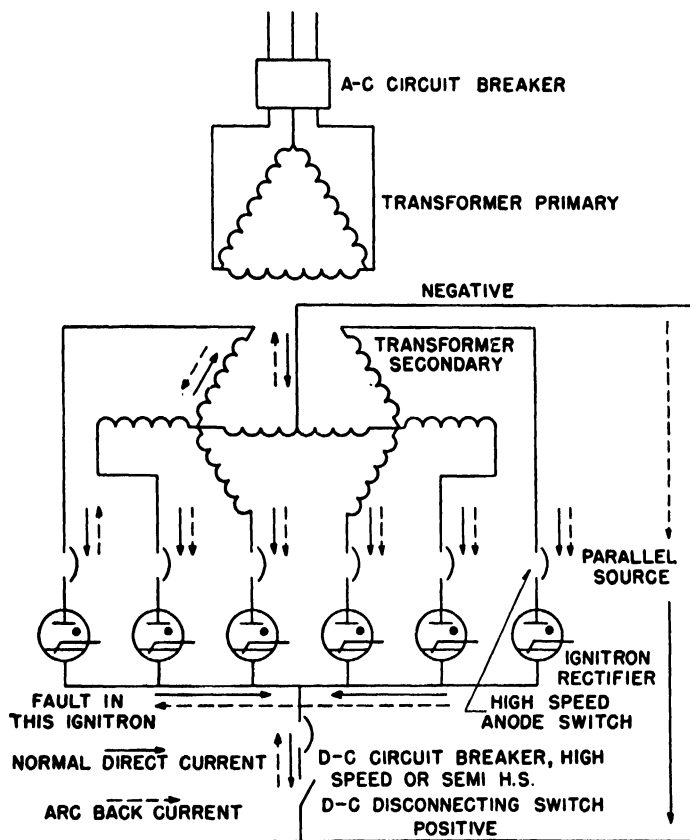 A-C CIRCUIT BREAKER
TRANSFORMER PRIMARY
NEGATIVE
TRANSFORMER
SECONDARY
PARALLEL
SOURCE
IGNITRON
RECTIFIER
FAULT IN
THIS IGNITRON
HIGH SPEED
ANODE SWITCH
NORMAL DIRECT CURRENT
D-C CIRCUIT BREAKER, HIGH
SPEED OR SEMI H.S.
ARC BACK CURRENT
D-C DISCONNECTING SWITCH
POSITIVE